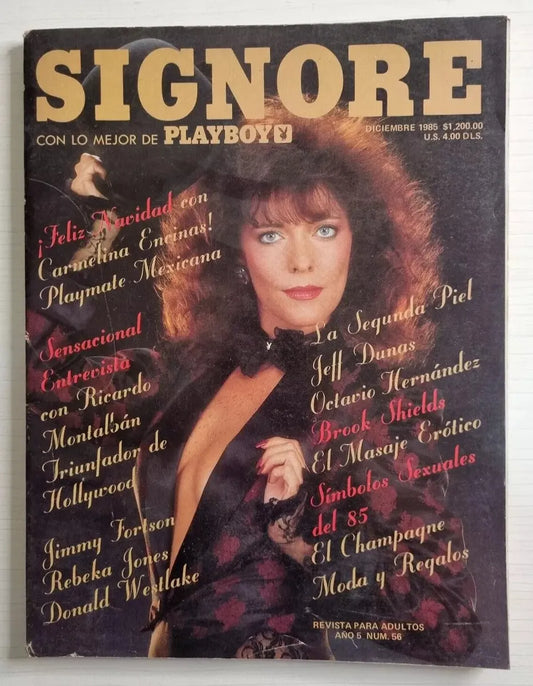 SIGNORE
CON LO MEJOR DE PLAYBOY
DICIEMBRE 1985 $1,200.00
U.S. 4.00 DLS.
¡Feliz Navidad con
Carmelina Encinas!
Playmate Mexicana
Sensacional
Entrevista
con Ricardo
Montalbán
Triunfador de
Hollywood
Jimmy Fortson
Rebeka Jones
Donald Westlake
La Segunda Piel
Jeff Dunas
Octavio Hernández
Brook Shields
El Masaje Erótico
Símbolos Sexuales
del 85
El Champagne
Moda y Regalos
REVISTA PARA ADULTOS
AÑO 5 NUM. 56